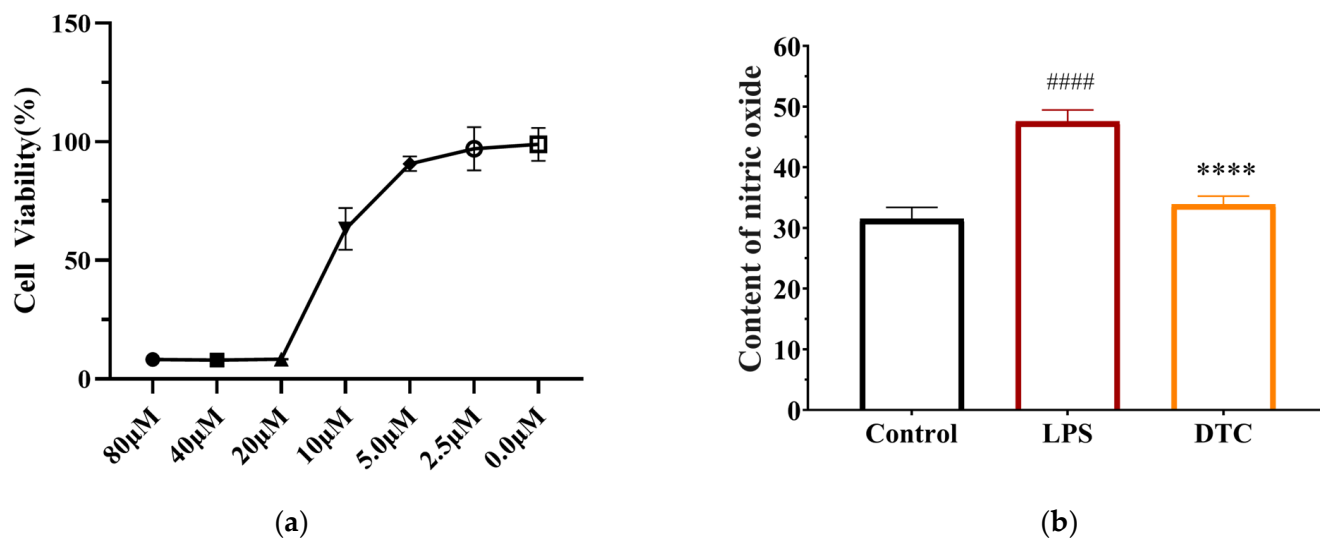 Cell Viability(%)
150
100
50
0
80μM
40μM
20μM
10μM
5.0μM
2.5μM
0.0μM
(a)
Content of nitric oxide
60
50
40
30
20
10
0
####
****
Control
LPS
DTC
(b)